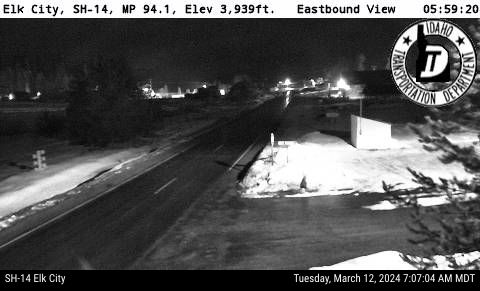 Elk City, SH-14, MP 94.1, Elev 3,939ft. Eastbound View 05:59:20
IDAHO
TRANSPORTATION DEPARTMENT
SH-14 Elk City Tuesday, March 12, 2024 7:07:04 AM MDT